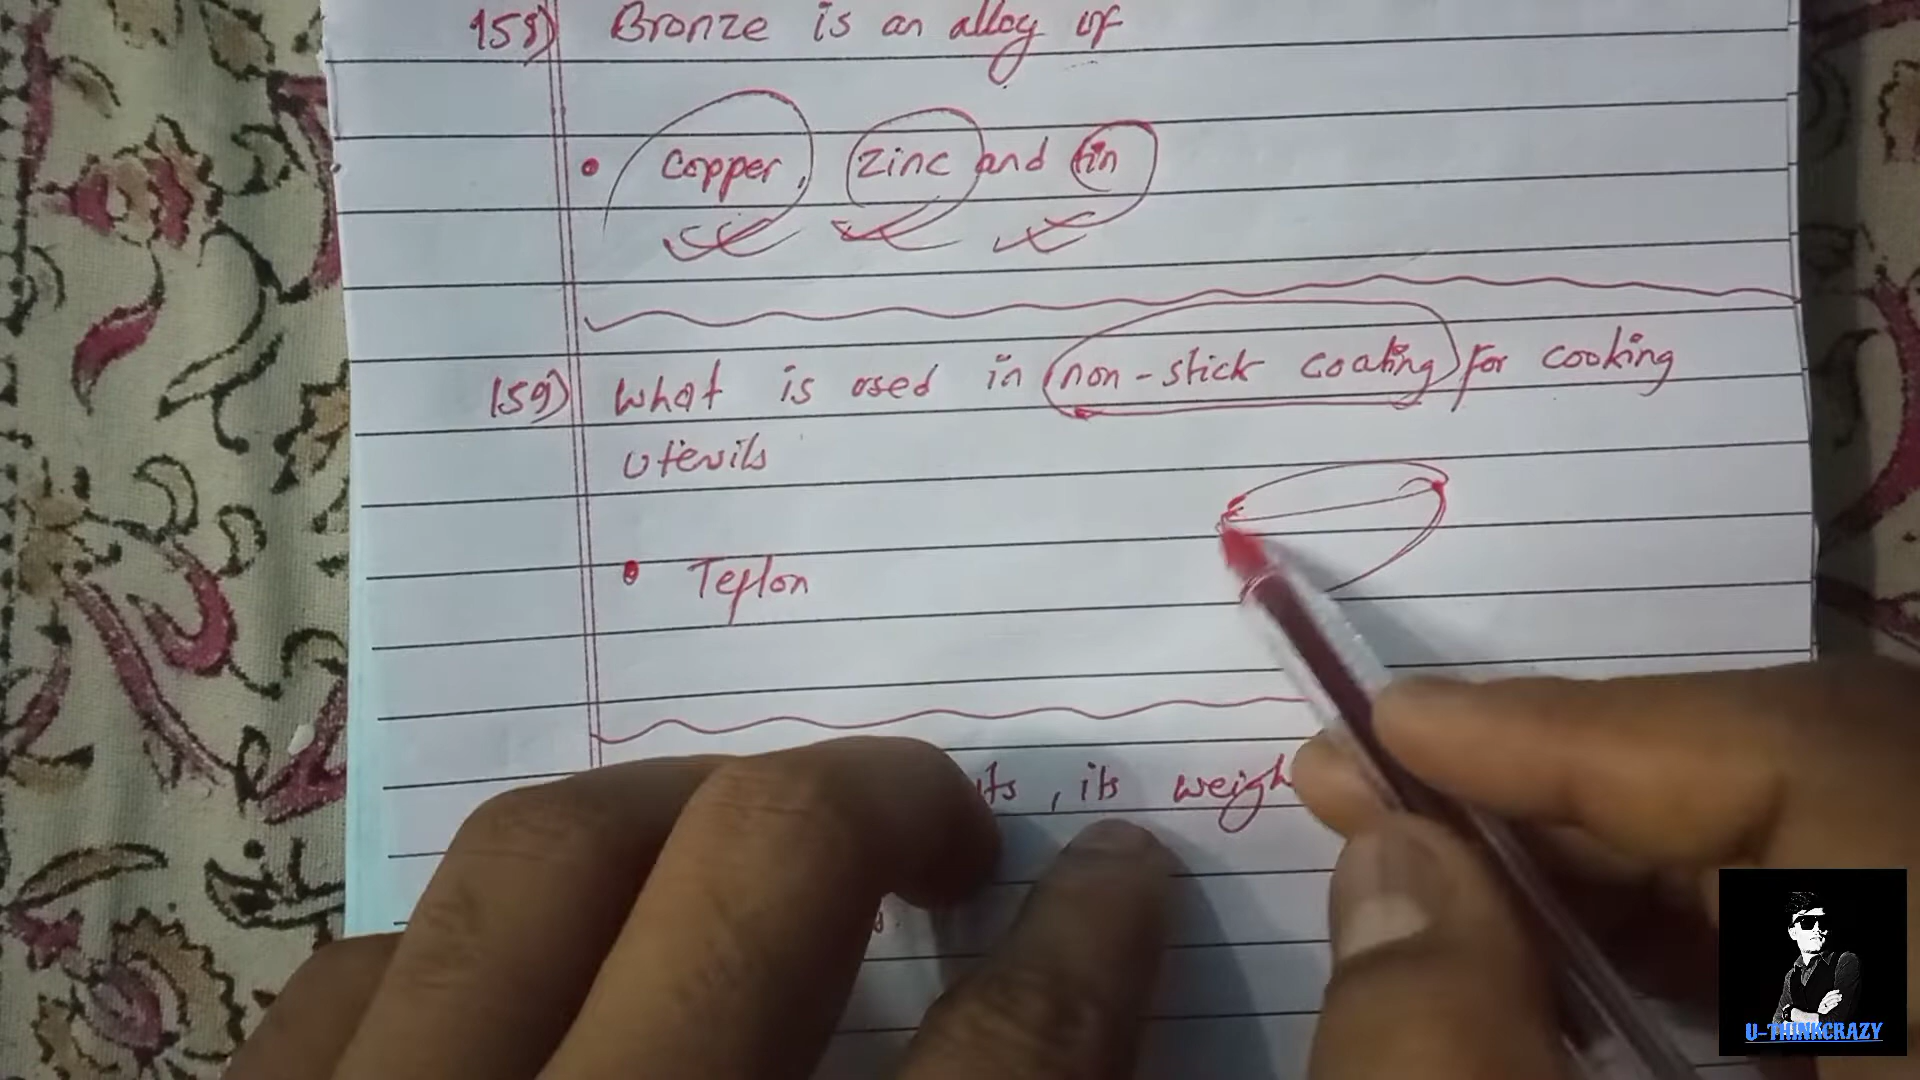 158) Bronze is an alloy of
• Copper, zinc and tin
159) What is used in non-stick coating for cooking
utensils
• Teflon
, its weigh
U-THINKCRAZY